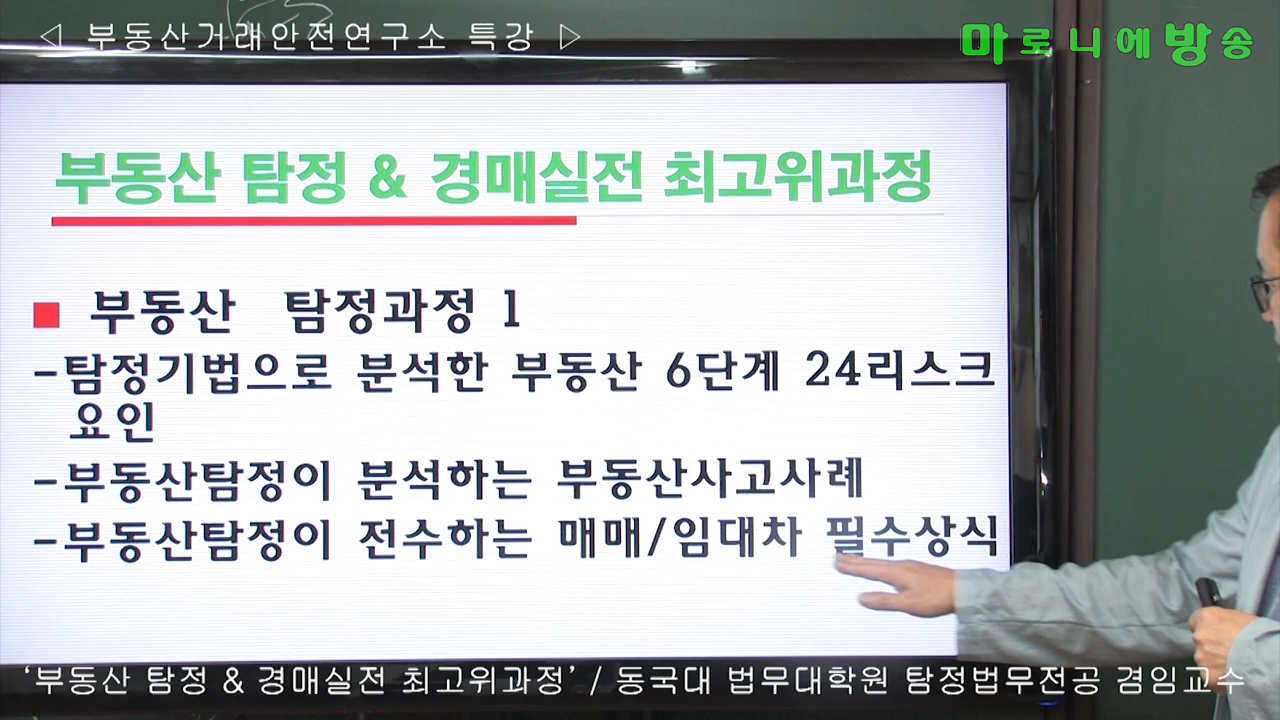 ◁ 부동산거래안전연구소 특강 ▷
마로니에방송
부동산 탐정 & 경매실전 최고위과정
■ 부동산 탐정과정 1
-탐정기법으로 분석한 부동산 6단계 24리스크
요인
-부동산탐정이 분석하는 부동산사고사례
-부동산탐정이 전수하는 매매/임대차 필수상식
‘부동산 탐정 & 경매실전 최고위과정’ / 동국대 법무대학원 탐정법무전공 겸임교수